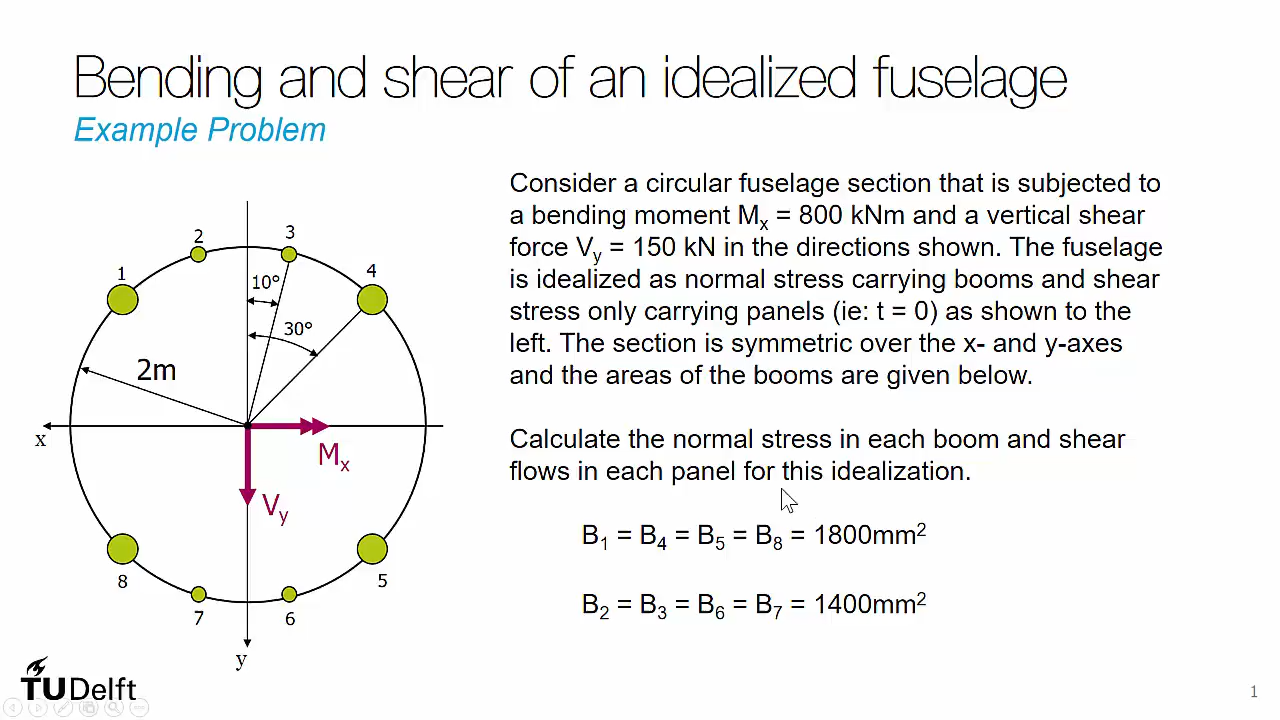 Bending and shear of an idealized fuselage
Example Problem
Consider a circular fuselage section that is subjected to
a bending moment Mx = 800 kNm and a vertical shear
force Vy = 150 kN in the directions shown. The fuselage
is idealized as normal stress carrying booms and shear
stress only carrying panels (ie: t = 0) as shown to the
left. The section is symmetric over the x- and y-axes
and the areas of the booms are given below.
Calculate the normal stress in each boom and shear
flows in each panel for this idealization.
B1 = B4 = B5 = B8 = 1800mm²
B2 = B3 = B6 = B7 = 1400mm²
2
3
1
4
10°
30°
2m
x
Mx
Vy
8
5
7
6
y
TUDelft
1